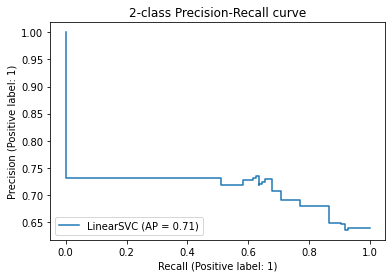 2-class Precision-Recall curve
Precision (Positive label: 1)
1.00
0.95
0.90
0.85
0.80
0.75
0.70
0.65
LinearSVC (AP = 0.71)
0.0 0.2 0.4 0.6 0.8 1.0
Recall (Positive label: 1)